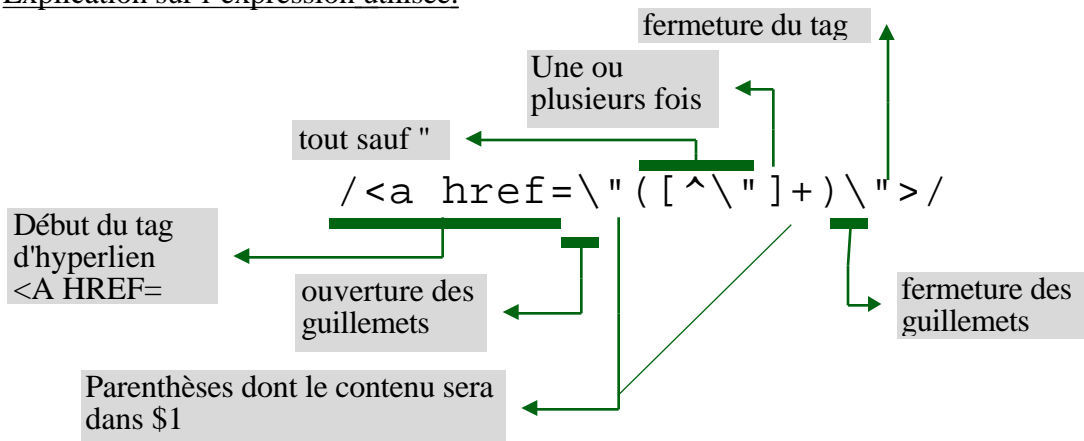 Explication sur l'expression utilisée:
fermeture du tag
Une ou
plusieurs fois
tout sauf "
/<a href=\"([^\"]+)\">/
Début du tag
d'hyperlien
<A HREF=
ouverture des
guillemets
fermeture des
guillemets
Parenthèses dont le contenu sera
dans $1